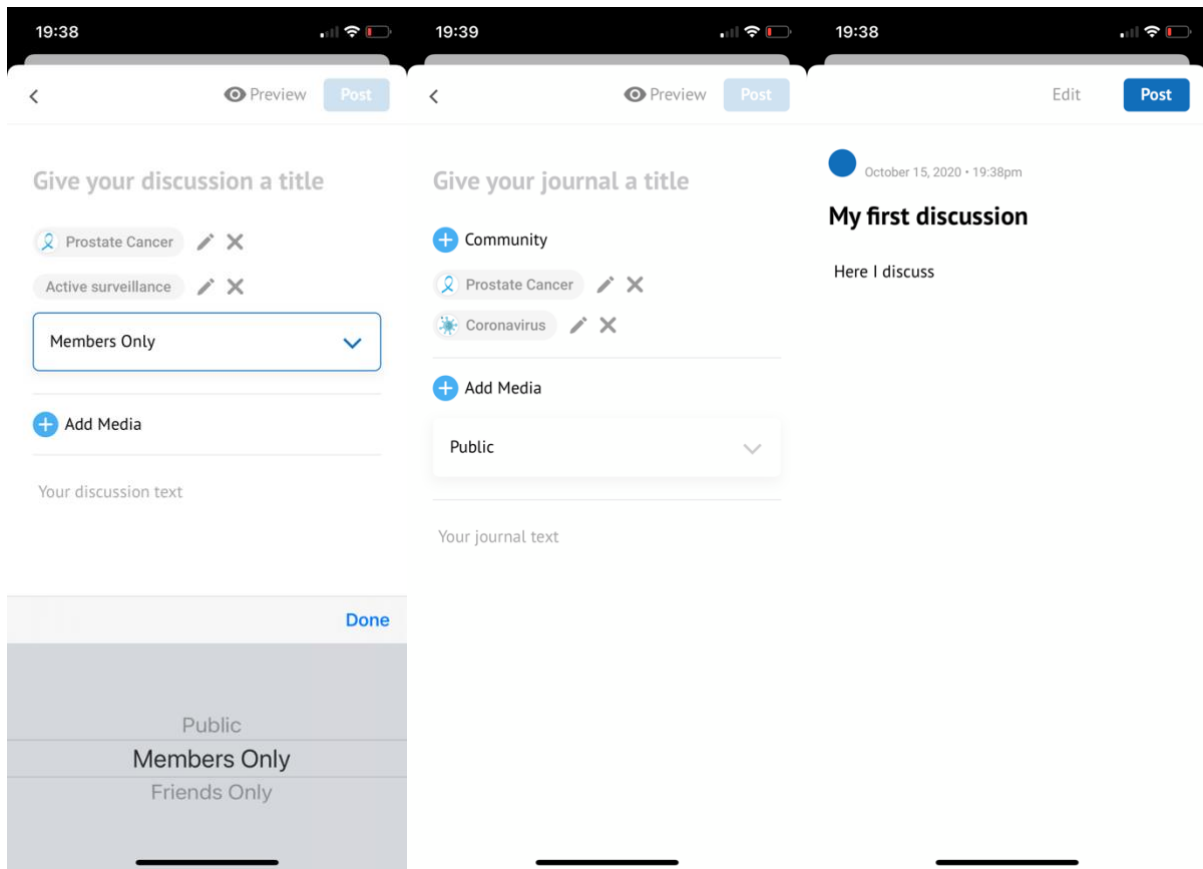 19:38
Preview Post
Give your discussion a title
Prostate Cancer
Active surveillance
Members Only
Add Media
Your discussion text
Done
Public
Members Only
Friends Only
19:39
Preview Post
Give your journal a title
Community
Prostate Cancer
Coronavirus
Add Media
Public
Your journal text
19:38
Edit Post
October 15, 2020 • 19:38pm
My first discussion
Here I discuss